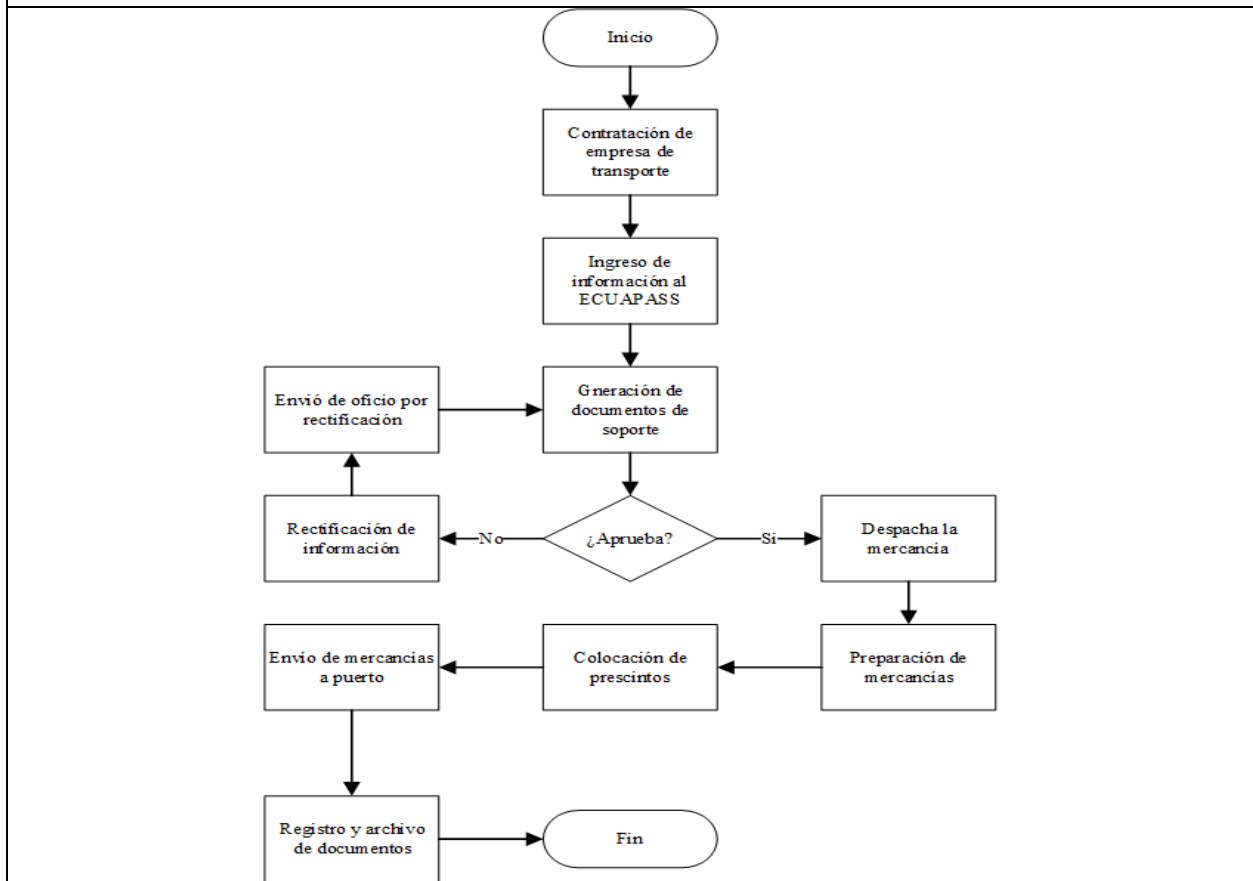 Inicio
Contratación de
empresa de
transporte
Ingreso de
información al
ECUAPASS
Envió de oficio por
rectificación
Gneración de
documentos de
soporte
Rectificación de
información
No
¿Aprueba?
Si
Despacha la
mercancía
Envío de mercancías
a puerto
Colocación de
prescintos
Preparación de
mercancías
Registro y archivo
de documentos
Fin